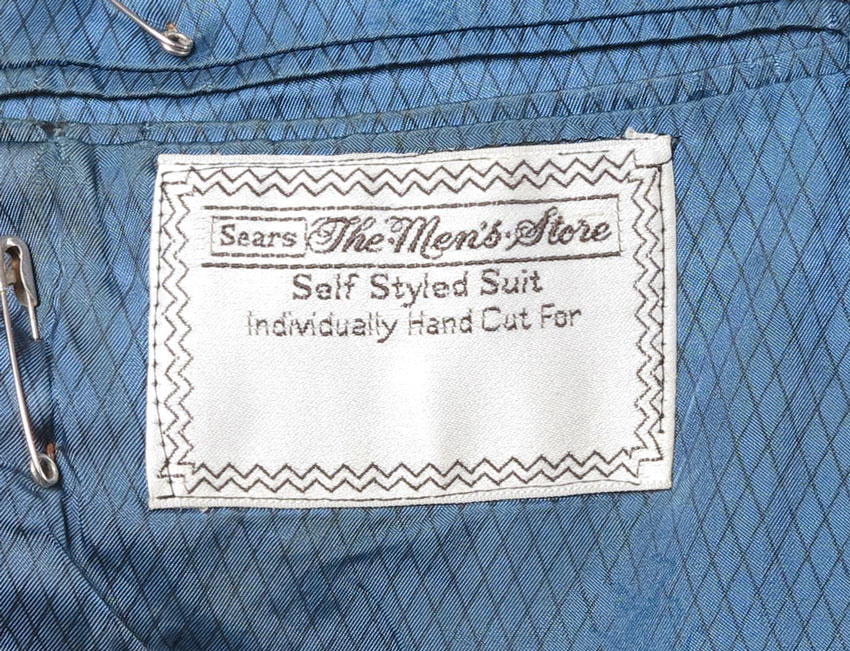 Sears The Men's Store
Self Styled Suit
Individually Hand Cut For